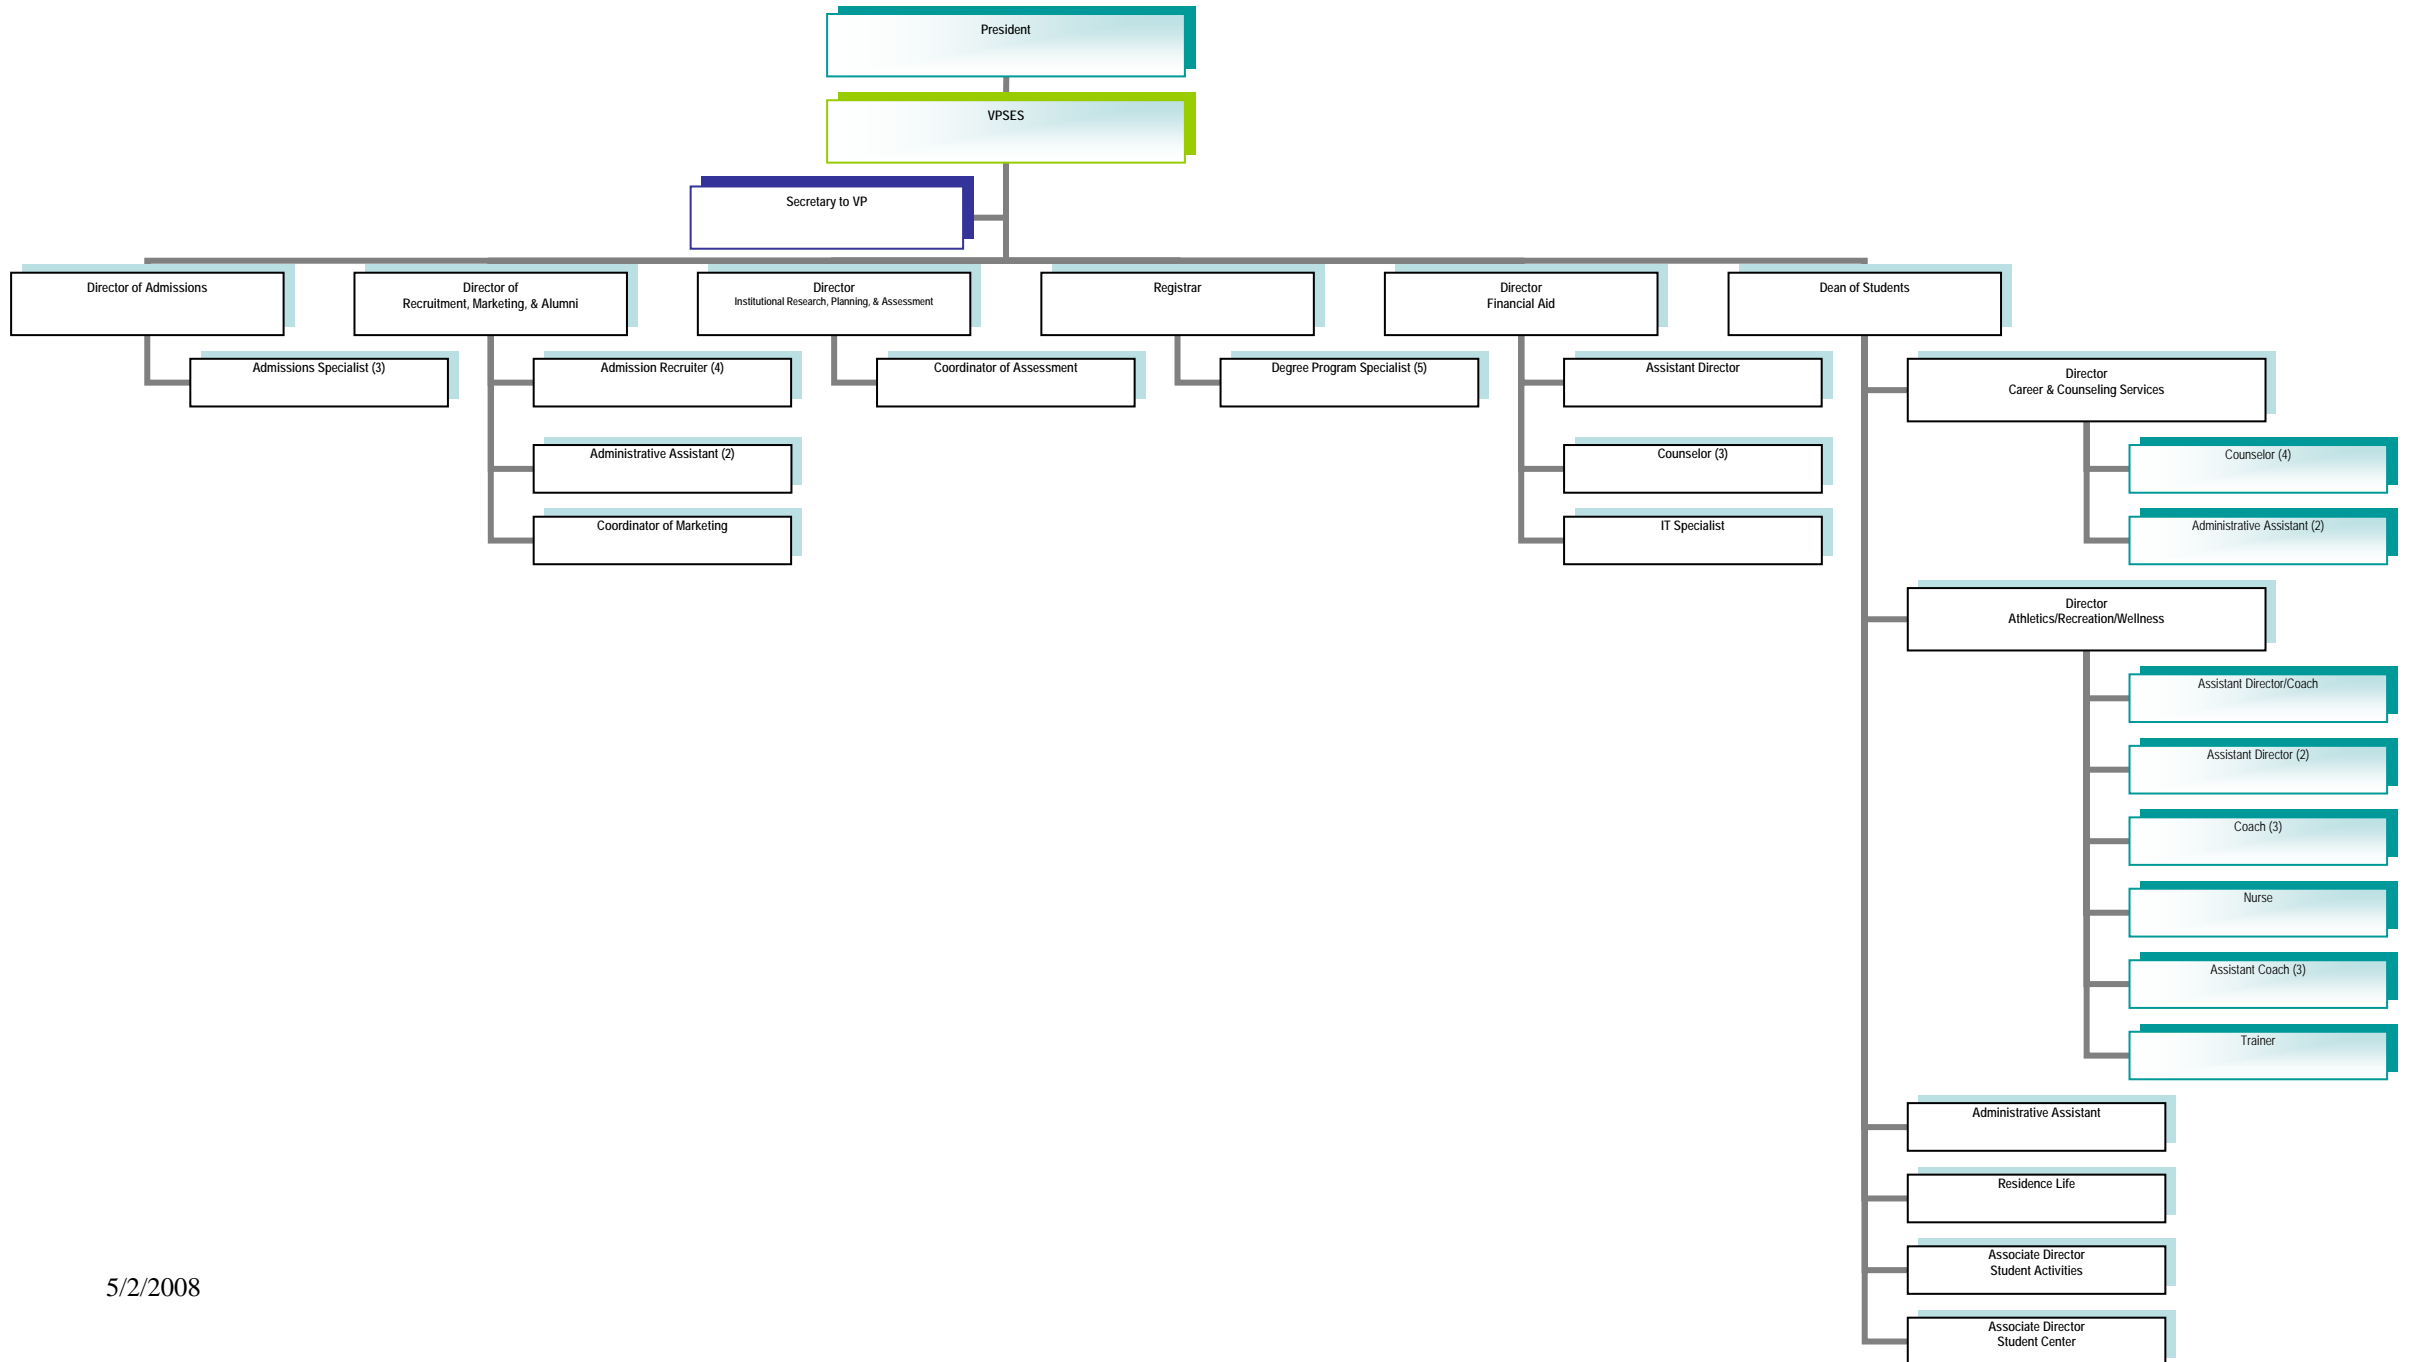 President
VPSES
Secretary to VP
Director of Admissions
Director of
Recruitment, Marketing, & Alumni
Director
Institutional Research, Planning, & Assessment
Registrar
Director
Financial Aid
Dean of Students
Admissions Specialist (3)
Admission Recruiter (4)
Administrative Assistant (2)
Coordinator of Marketing
Coordinator of Assessment
Degree Program Specialist (5)
Assistant Director
Counselor (3)
IT Specialist
Director
Career & Counseling Services
Counselor (4)
Administrative Assistant (2)
Director
Athletics/Recreation/Wellness
Assistant Director/Coach
Assistant Director (2)
Coach (3)
Nurse
Assistant Coach (3)
Trainer
Administrative Assistant
Residence Life
Associate Director
Student Activities
Associate Director
Student Center
5/2/2008